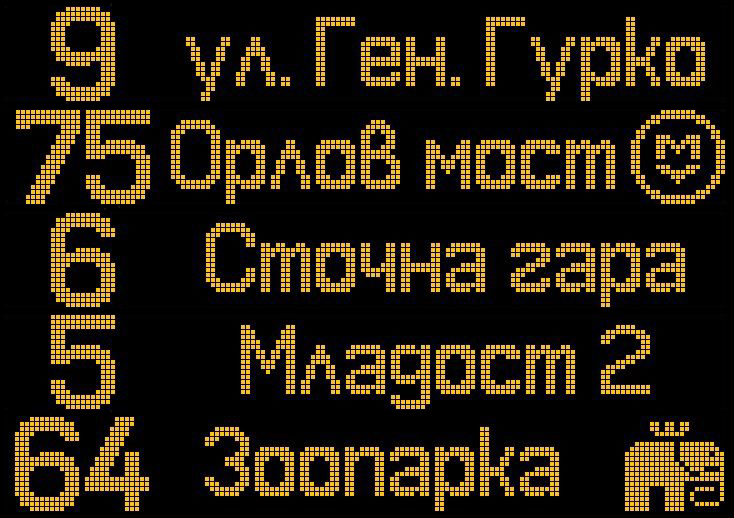 9 ул. Ген. Гурко
75 Орлов мост М
6 Сточна гара
5 Младост 2
64 Зоопарка